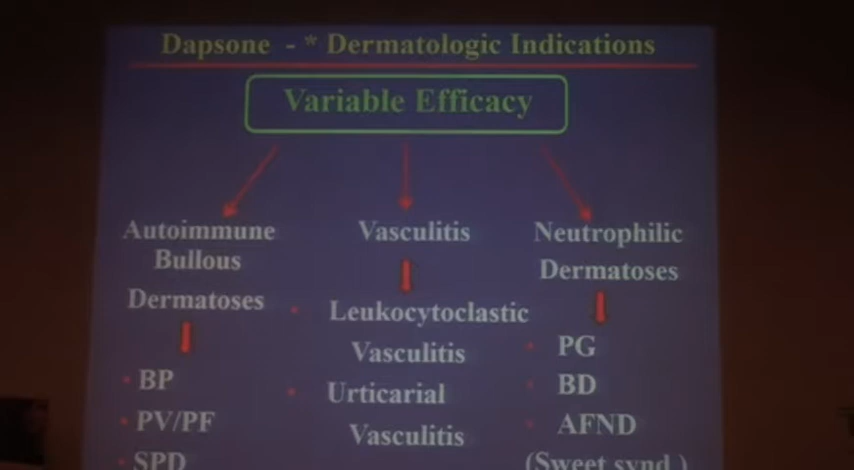 Dapsone - * Dermatologic Indications
Variable Efficacy
Autoimmune
Bullous
Dermatoses
• BP
• PV/PF
• SPD
Vasculitis
• Leukocytoclastic
Vasculitis
• Urticarial
Vasculitis
Neutrophilic
Dermatoses
• PG
• BD
• AFND
(Sweet synd.)